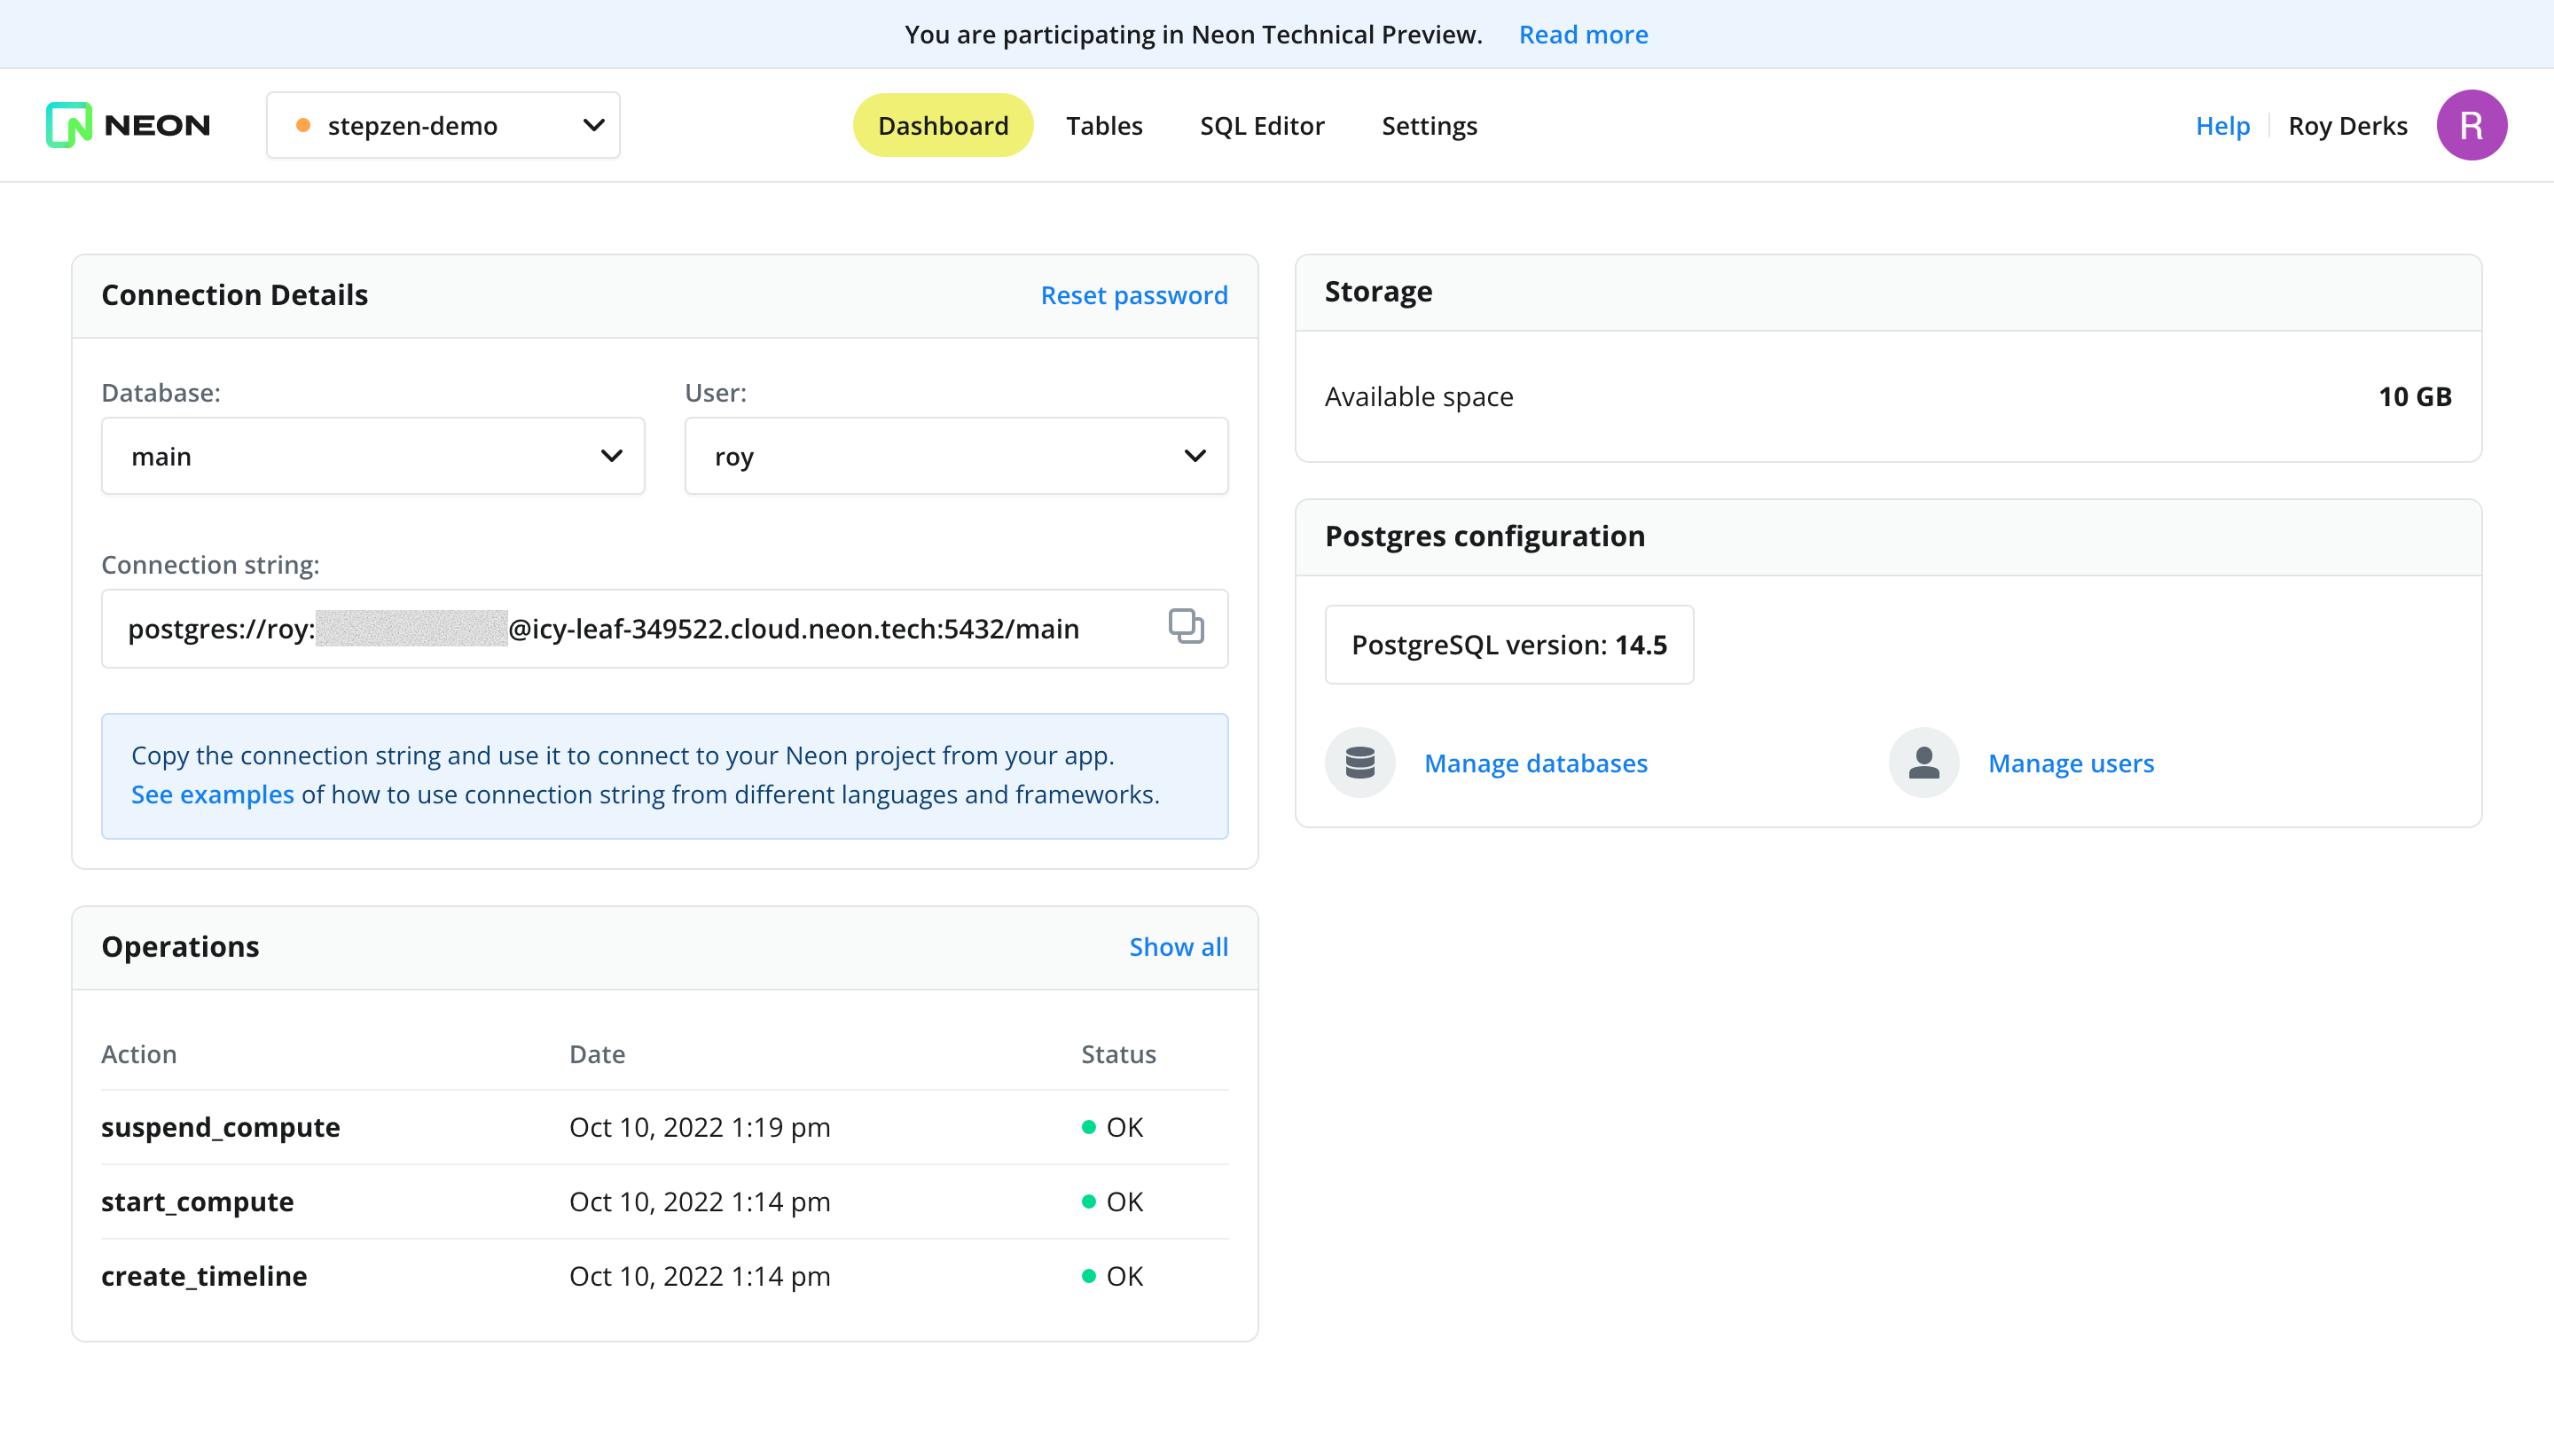 You are participating in Neon Technical Preview. Read more
NEON
stepzen-demo
Dashboard Tables SQL Editor Settings
Help Roy Derks R
Connection Details Reset password
Database: User:
main roy
Connection string:
postgres://roy: @icy-leaf-349522.cloud.neon.tech:5432/main
Copy the connection string and use it to connect to your Neon project from your app.
See examples of how to use connection string from different languages and frameworks.
Operations Show all
Action Date Status
suspend_compute Oct 10, 2022 1:19 pm OK
start_compute Oct 10, 2022 1:14 pm OK
create_timeline Oct 10, 2022 1:14 pm OK
Storage
Available space 10 GB
Postgres configuration
PostgreSQL version: 14.5
Manage databases Manage users